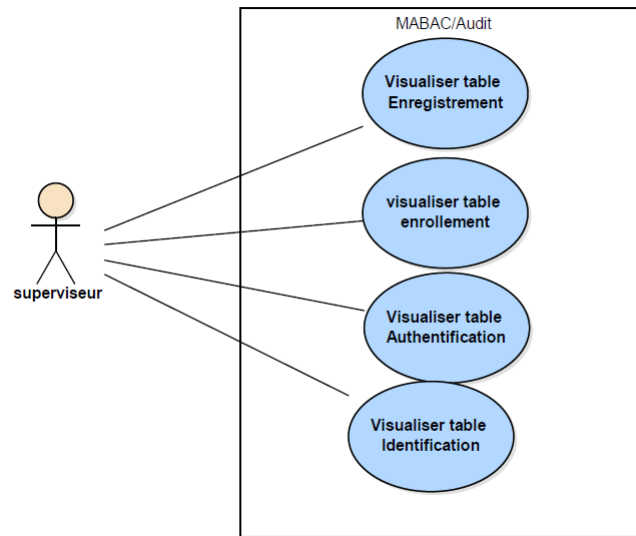 MABAC/Audit
Visualiser table
Enregistrement
visualiser table
enrollement
superviseur
Visualiser table
Authentification
Visualiser table
Identification